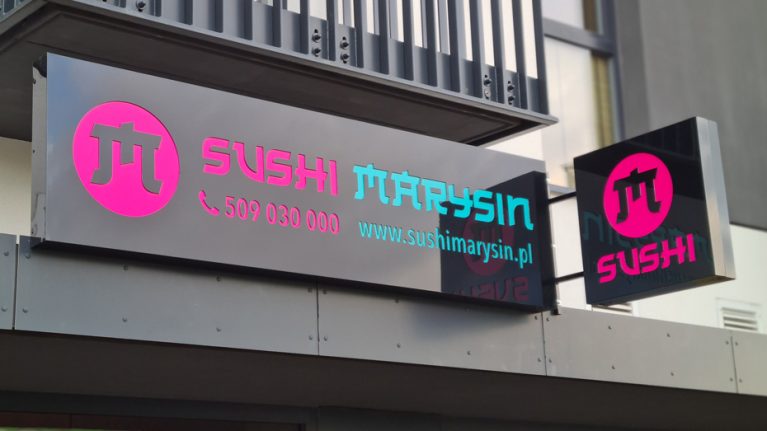 SUSHI MARYSIN
509 030 000
www.sushimarysin.pl
SUSHI